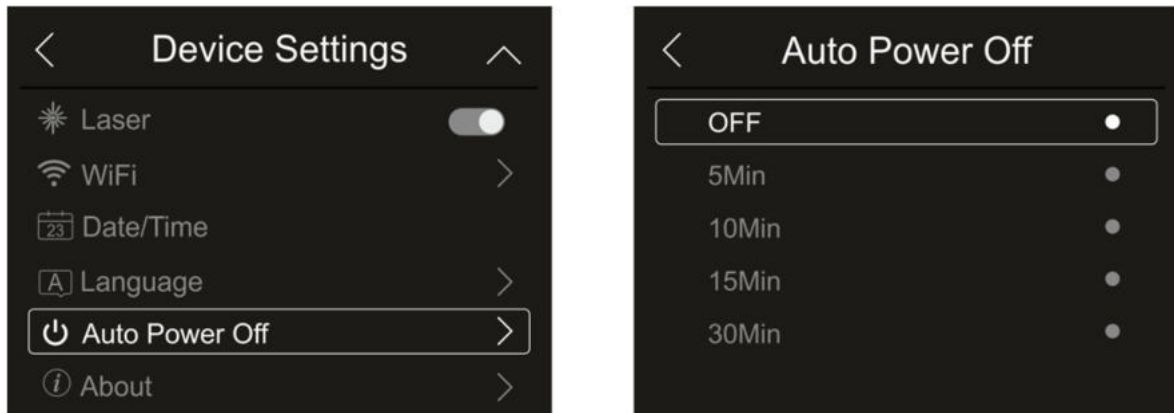 Device Settings
Laser
WiFi
23 Date/Time
A Language
Auto Power Off
i About
Auto Power Off
OFF
5Min
10Min
15Min
30Min